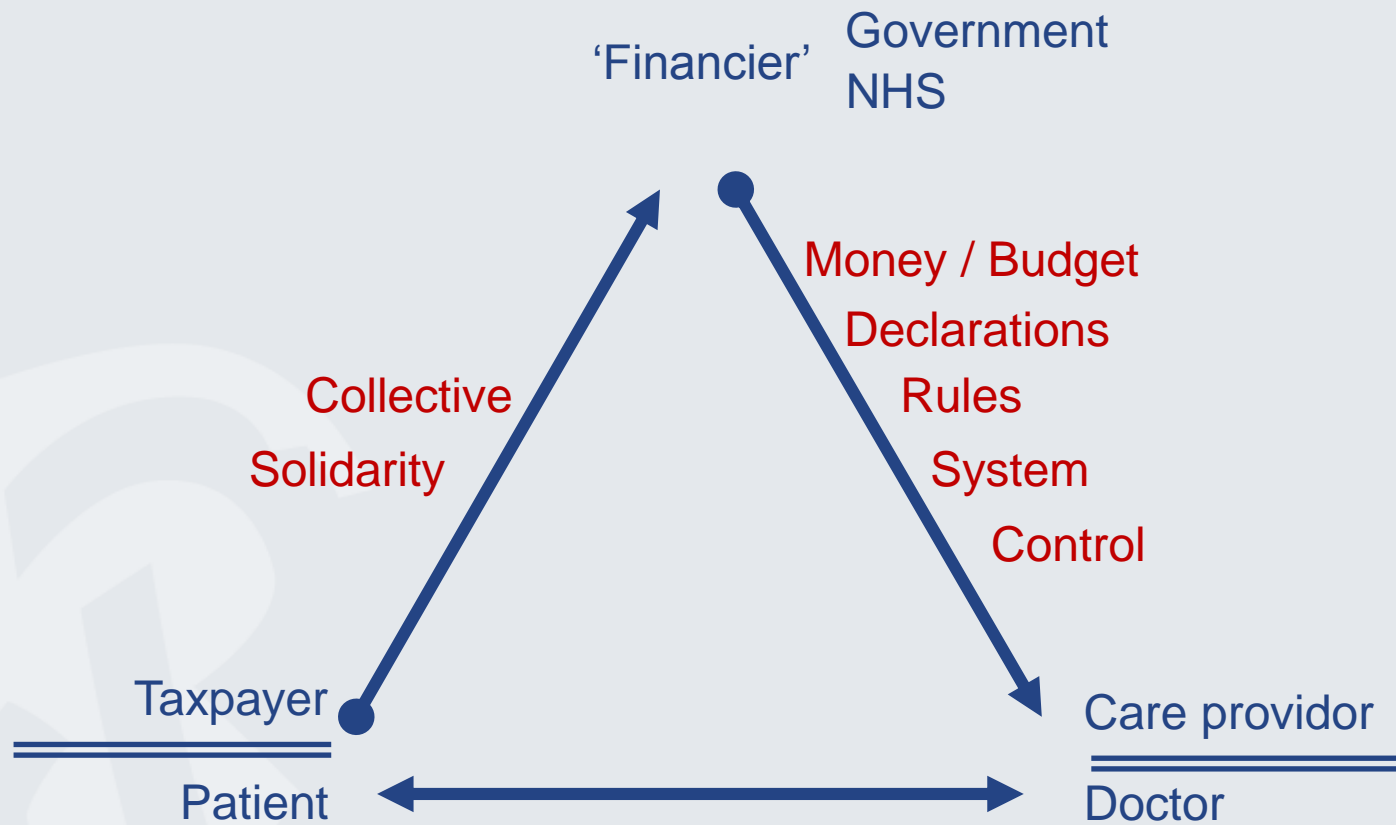 ‘Financier’
Government
NHS
Money / Budget
Declarations
Collective
Rules
Solidarity
System
Control
Taxpayer
Care providor
Patient
Doctor